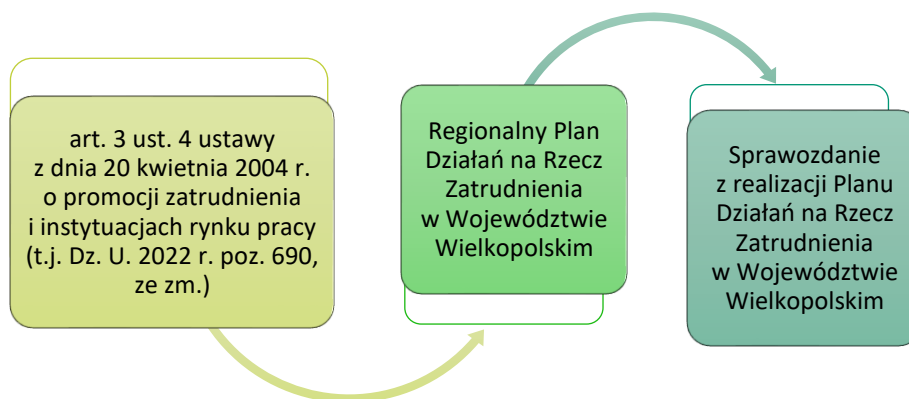 art. 3 ust. 4 ustawy
z dnia 20 kwietnia 2004 r.
o promocji zatrudnienia
i instytuacjach rynku pracy
(t.j. Dz. U. 2022 r. poz. 690,
ze zm.)
Regionalny Plan
Działań na Rzecz
Zatrudnienia
w Województwie
Wielkopolskim
Sprawozdanie
z realizacji Planu
Działań na Rzecz
Zatrudnienia
w Województwie
Wielkopolskim